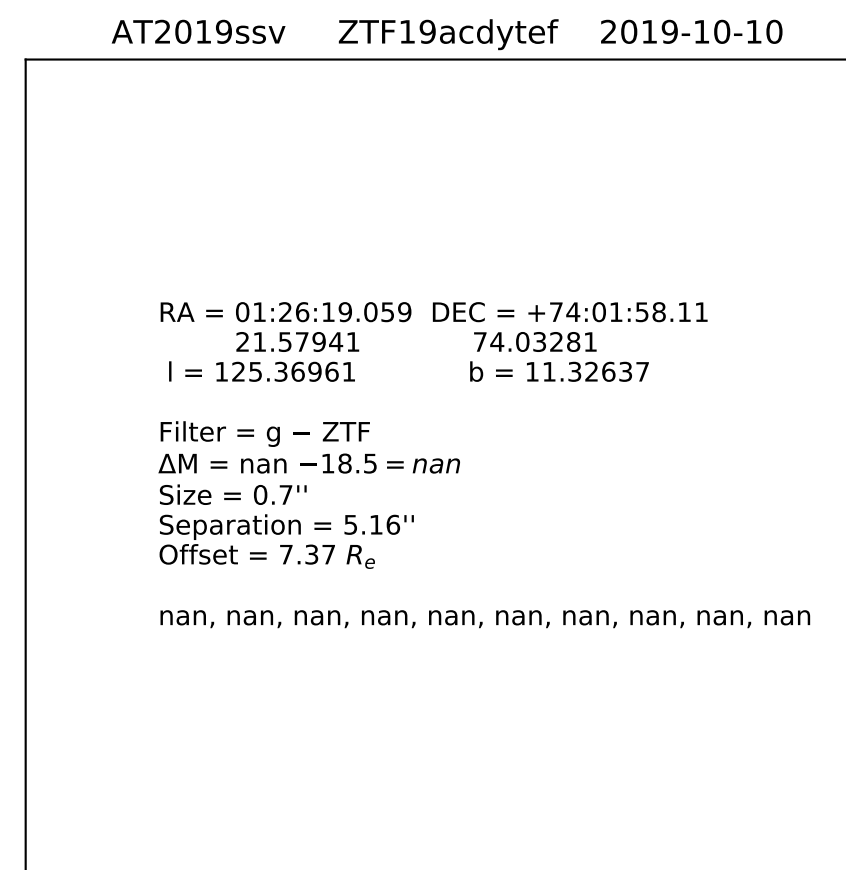 AT2019ssv ZTF19acdytef 2019-10-10
RA = 01:26:19.059 DEC = +74:01:58.11
21.57941 74.03281
l = 125.36961 b = 11.32637
Filter = g − ZTF
ΔM = nan −18.5 = nan
Size = 0.7''
Separation = 5.16''
Offset = 7.37 Rₑ
nan, nan, nan, nan, nan, nan, nan, nan, nan, nan